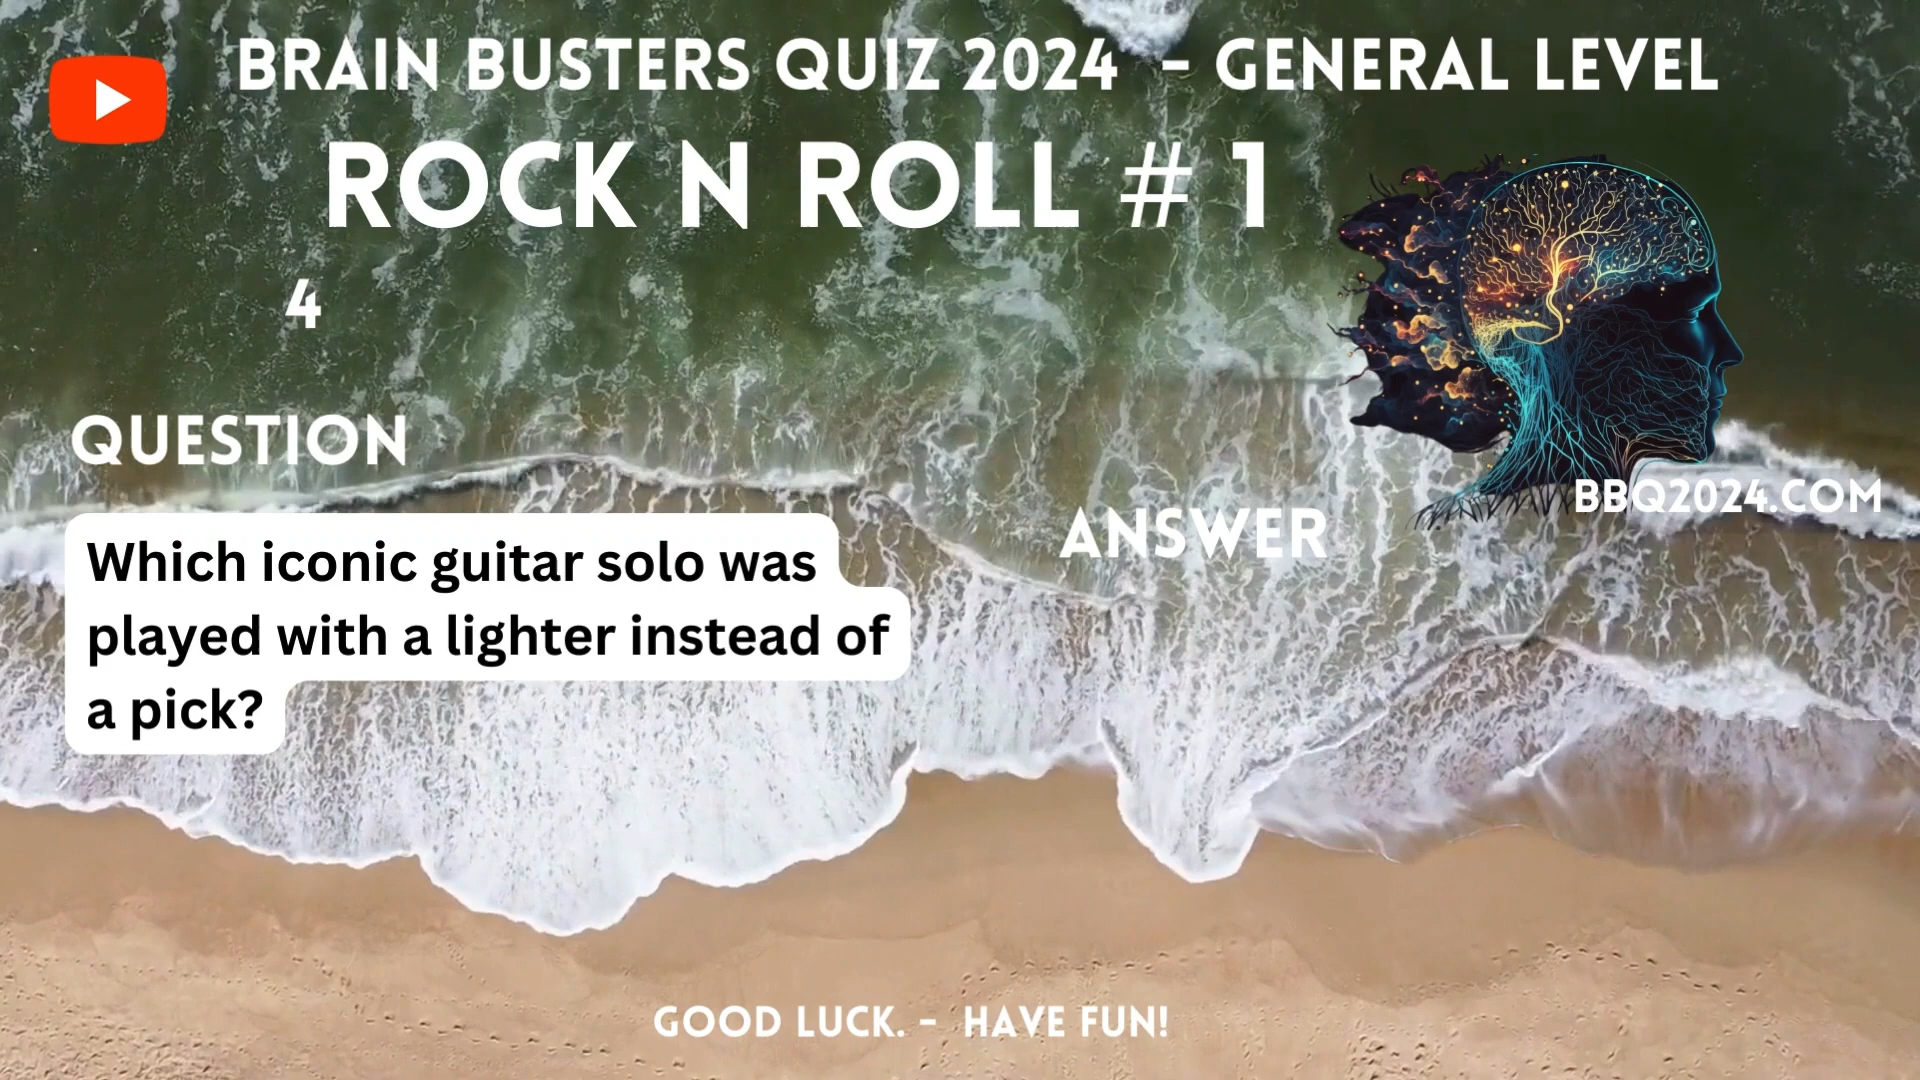 BRAIN BUSTERS QUIZ 2024 - GENERAL LEVEL
ROCK N ROLL # 1
4
QUESTION
BBQ2024.COM
ANSWER
Which iconic guitar solo was
played with a lighter instead of
a pick?
GOOD LUCK. - HAVE FUN!